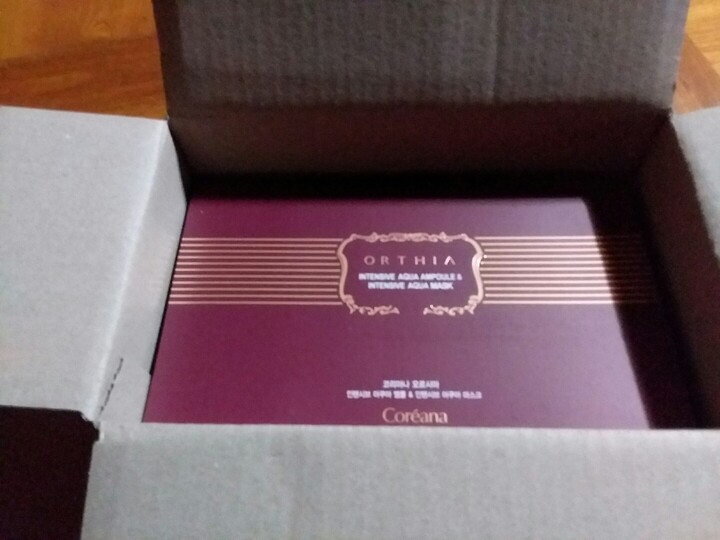 ORTHIA
INTENSIVE AQUA AMPOULE &
INTENSIVE AQUA MASK
코리아나 오르시아
인텐시브 아쿠아 앰플 & 인텐시브 아쿠아 마스크
Coréana